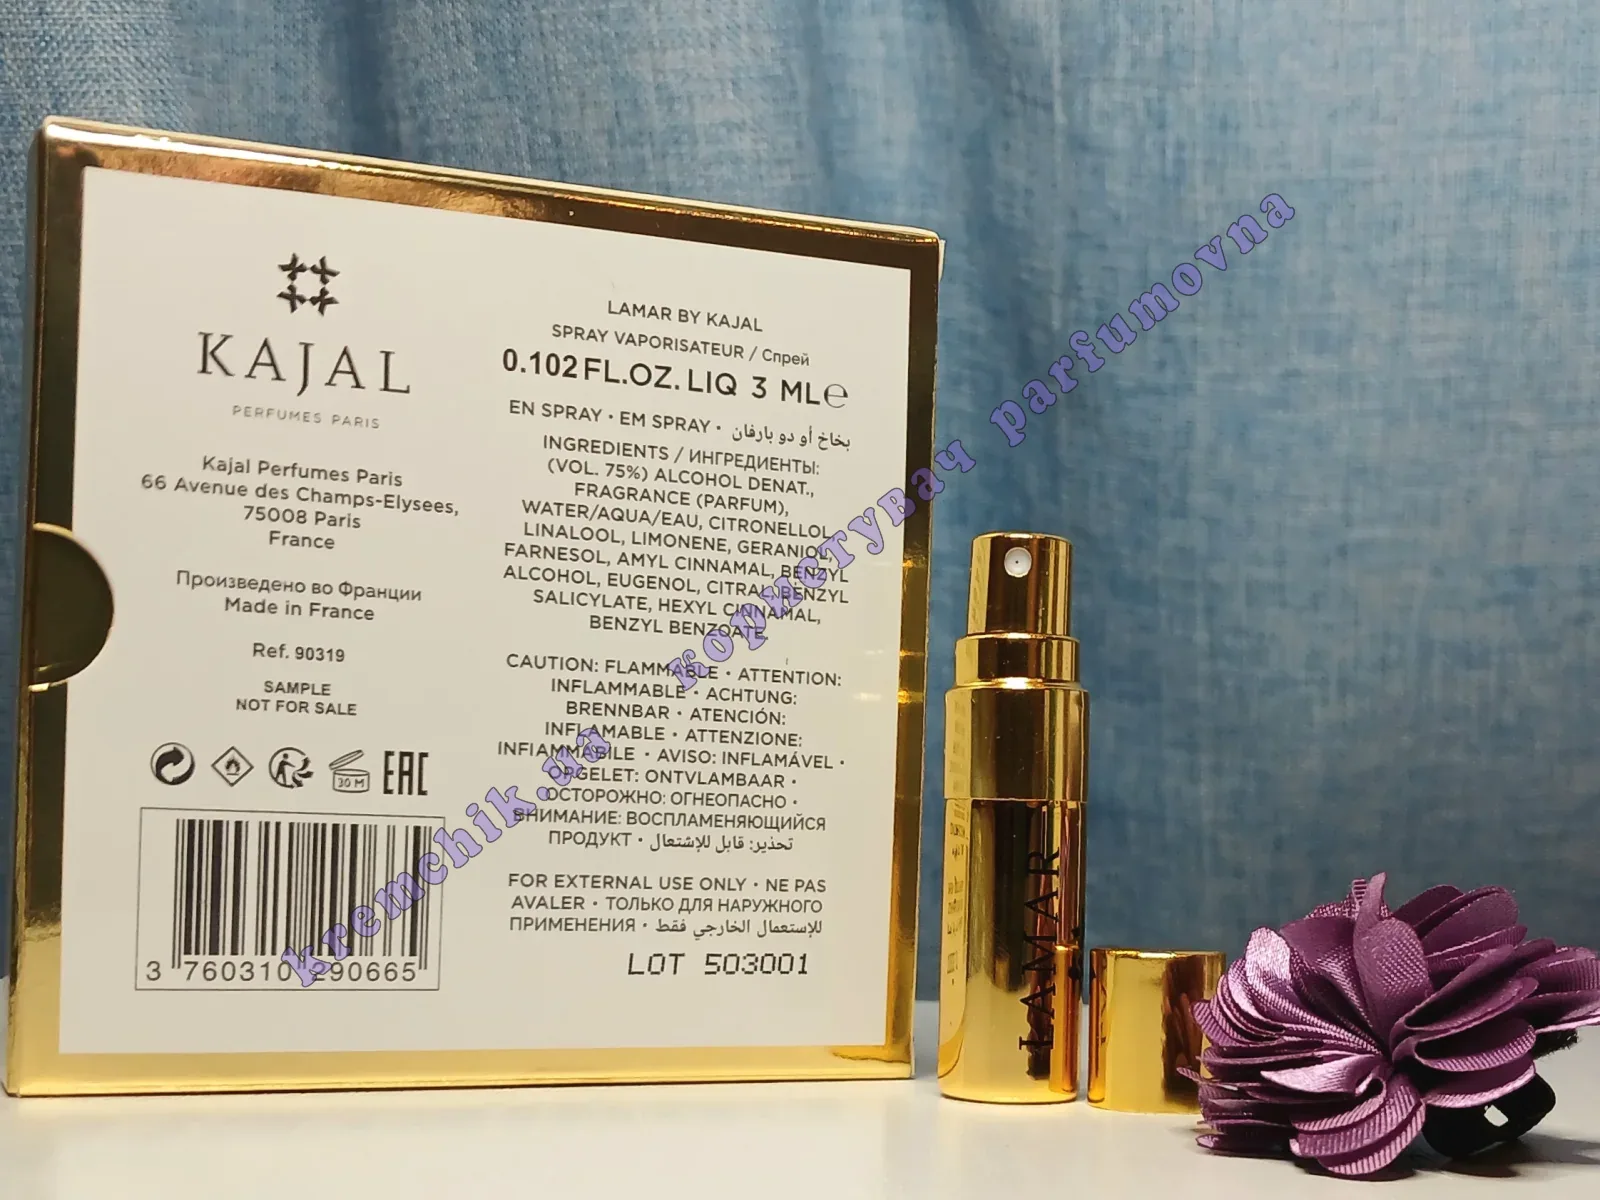 KAJAL
PERFUMES PARIS
Kajal Perfumes Paris
66 Avenue des Champs-Elysees,
75008 Paris
France
Произведено во Франции
Made in France
Ref. 90319
SAMPLE
NOT FOR SALE
30 M
EAC
3 760310 290665
LAMAR BY KAJAL
SPRAY VAPORISATEUR / Спрей
0.102 FL.OZ. LIQ 3 ML℮
EN SPRAY • EM SPRAY • بخاخ أو دو بارفان
INGREDIENTS / ИНГРЕДИЕНТЫ:
(VOL. 75%) ALCOHOL DENAT.,
FRAGRANCE (PARFUM),
WATER/AQUA/EAU, CITRONELLOL,
LINALOOL, LIMONENE, GERANIOL,
FARNESOL, AMYL CINNAMAL, BENZYL
ALCOHOL, EUGENOL, CITRAL, BENZYL
SALICYLATE, HEXYL CINNAMAL,
BENZYL BENZOATE.
CAUTION: FLAMMABLE • ATTENTION:
INFLAMMABLE • ACHTUNG:
BRENNBAR • ATENCIÓN:
INFLAMABLE • ATTENZIONE:
INFIAMMABILE • AVISO: INFLAMÁVEL •
OPGELET: ONTVLAMBAAR •
ОСТОРОЖНО: ОГНЕОПАСНО •
ВНИМАНИЕ: ВОСПЛАМЕНЯЮЩИЙСЯ
ПРОДУКТ • تحذير: قابل للإشتعال
FOR EXTERNAL USE ONLY • NE PAS
AVALER • ТОЛЬКО ДЛЯ НАРУЖНОГО
ПРИМЕНЕНИЯ • للإستعمال الخارجي فقط
LOT 503001
LAMAR
kremchik.ua користувач parfumovna